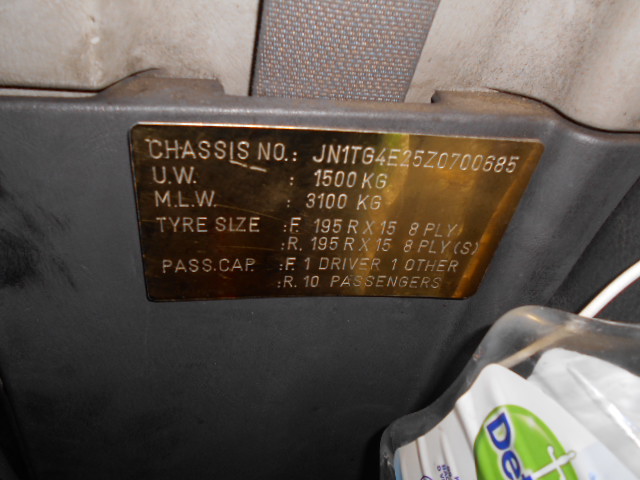 CHASSIS NO.: JN1TG4E25Z0700685
U.W. : 1500 KG
M.L.W. : 3100 KG
TYRE SIZE :F. 195 R X 15 8 PLY
:R. 195 R X 15 8 PLY (S)
PASS.CAP. :F. 1 DRIVER 1 OTHER
:R. 10 PASSENGERS
Det